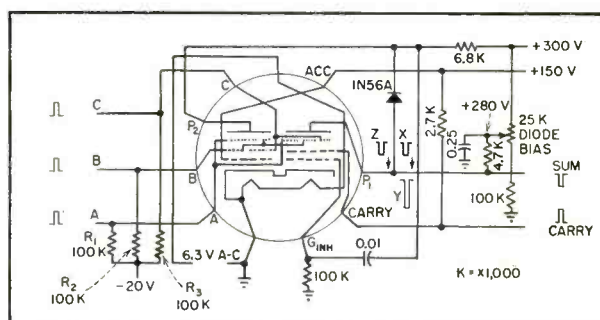 +300 V
6.8 K
ACC
+150 V
C
C
1N56A
P2
+280 V
25 K
DIODE
BIAS
2.7 K
0.25
4.7 K
Z
X
B
B
P1
SUM
Y
100 K
A
A
CARRY
CARRY
R1
100 K
6.3 V A-C
GINH
0.01
R2
100 K
-20 V
R3
100 K
100 K
K = X1,000